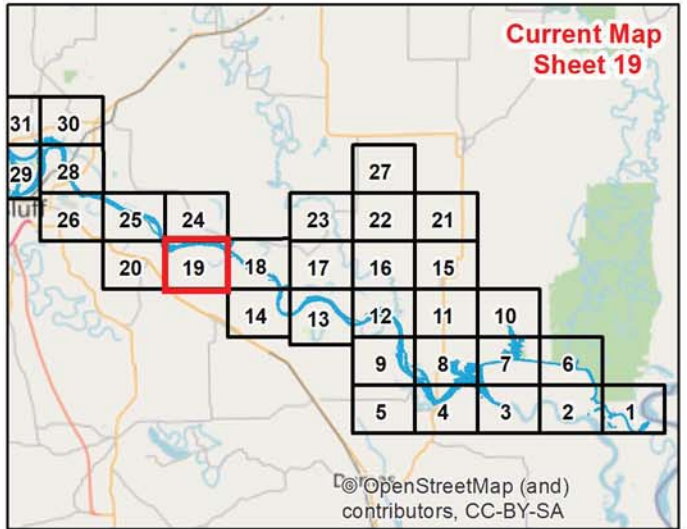 Current Map
Sheet 19
31 30
29 28
27
26 25 24 23 22 21
20 19 18 17 16 15
14 13 12 11 10
9 8 7 6
5 4 3 2 1
© OpenStreetMap (and)
contributors, CC-BY-SA